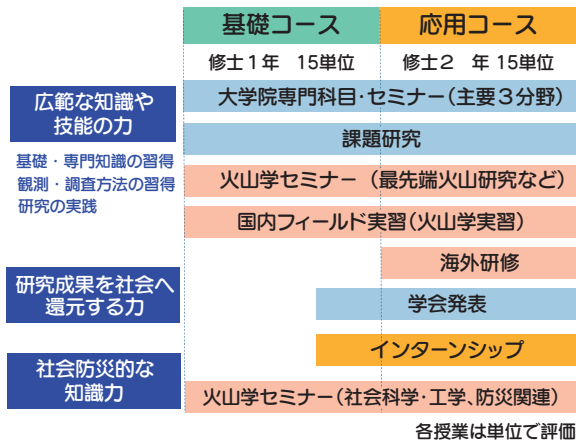 基礎コース
応用コース
修士1年 15単位
修士2 年 15単位
広範な知識や
技能の力
大学院専門科目・セミナー(主要3分野)
課題研究
基礎・専門知識の習得
観測・調査方法の習得
研究の実践
火山学セミナー (最先端火山研究など)
国内フィールド実習(火山学実習)
海外研修
研究成果を社会へ
還元する力
学会発表
インターンシップ
社会防災的な
知識力
火山学セミナー(社会科学・工学、防災関連)
各授業は単位で評価